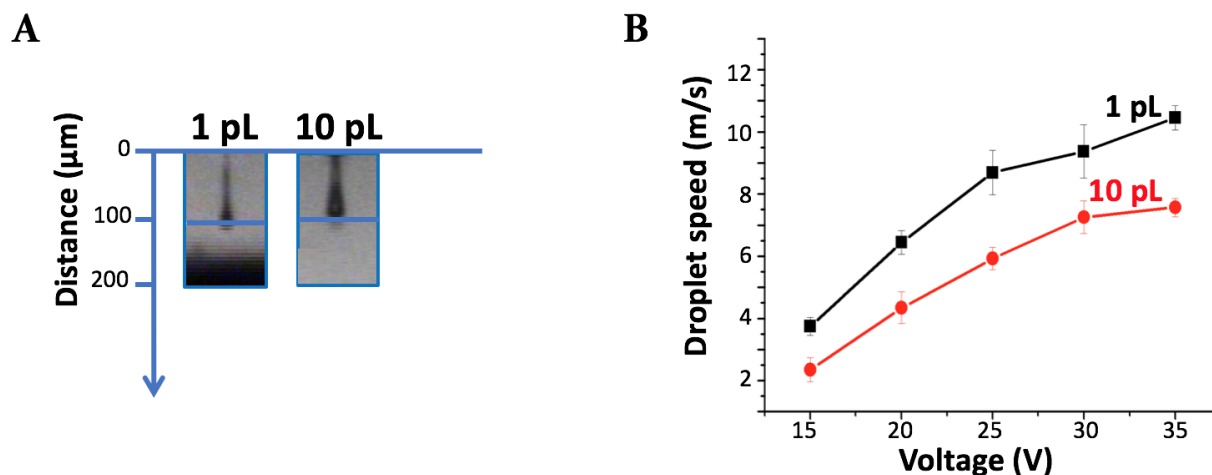 A
1 pL 10 pL
Distance (µm)
0
100
200
B
Droplet speed (m/s)
12
10
8
6
4
2
1 pL
10 pL
15 20 25 30 35
Voltage (V)